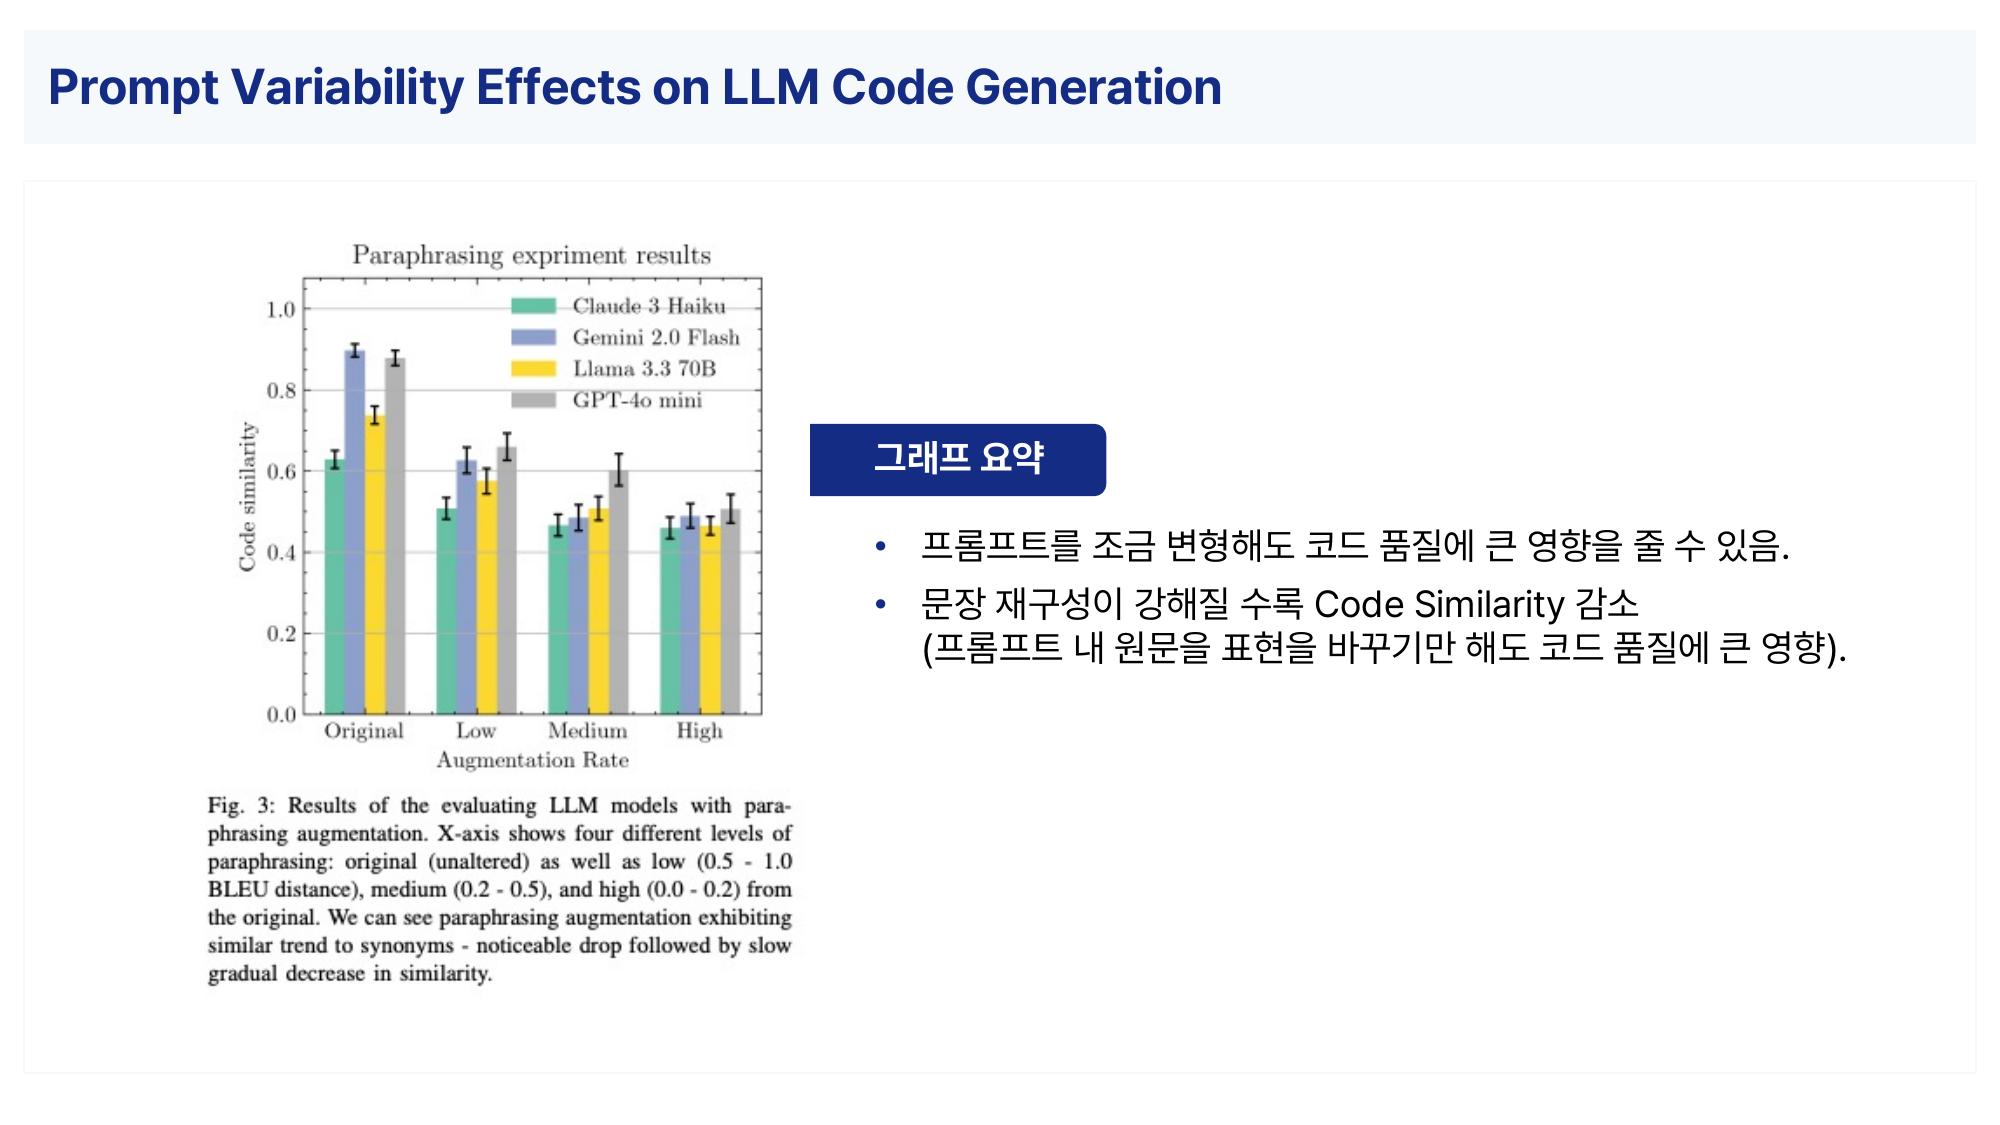 Prompt Variability Effects on LLM Code Generation
Paraphrasing expriment results
Claude 3 Haiku
Gemini 2.0 Flash
Llama 3.3 70B
GPT-4o mini
1.0
0.8
0.6
0.4
0.2
0.0
Code similarity
Original Low Medium High
Augmentation Rate
Fig. 3: Results of the evaluating LLM models with para-
phrasing augmentation. X-axis shows four different levels of
paraphrasing: original (unaltered) as well as low (0.5 - 1.0
BLEU distance), medium (0.2 - 0.5), and high (0.0 - 0.2) from
the original. We can see paraphrasing augmentation exhibiting
similar trend to synonyms - noticeable drop followed by slow
gradual decrease in similarity.
그래프 요약
• 프롬프트를 조금 변형해도 코드 품질에 큰 영향을 줄 수 있음.
• 문장 재구성이 강해질 수록 Code Similarity 감소
(프롬프트 내 원문을 표현을 바꾸기만 해도 코드 품질에 큰 영향).